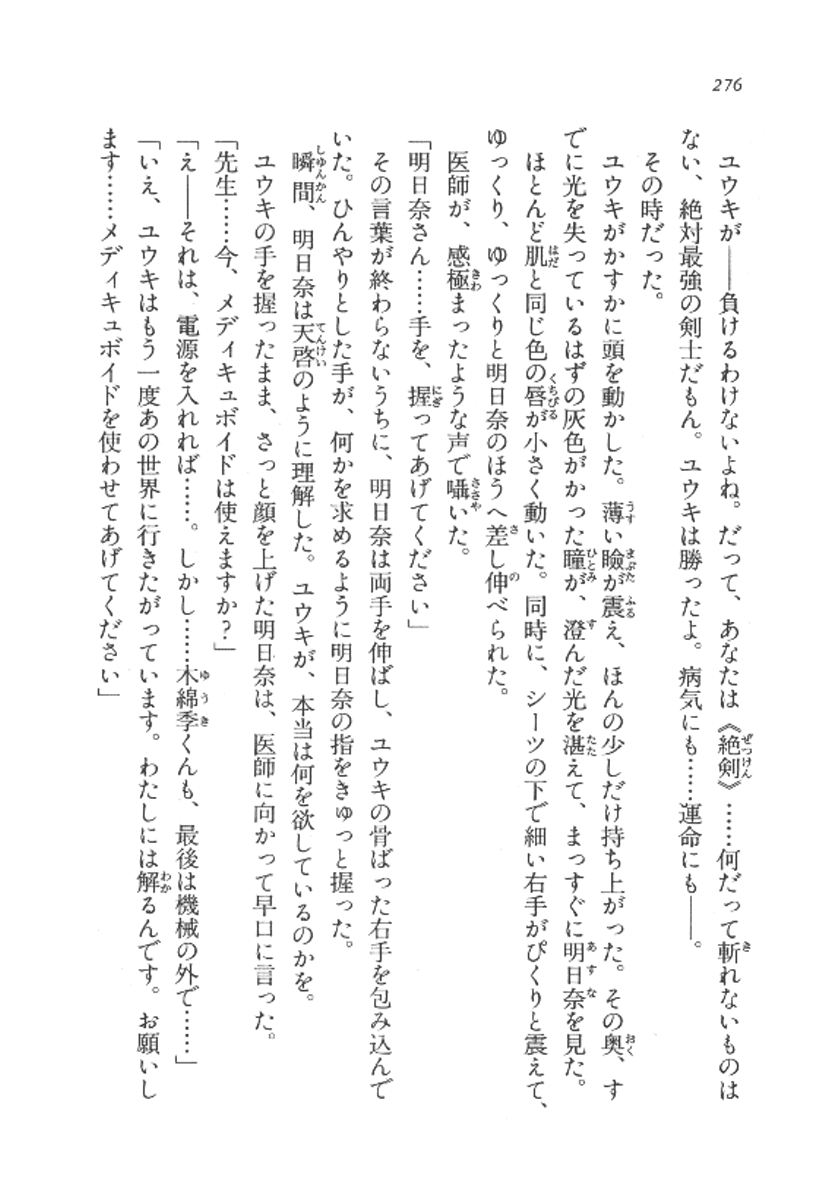 276
ユウキが――負けるわけないよね。だって、あなたは《絶剣》……何だって斬れないものは
ない、絶対最強の剣士だもん。ユウキは勝ったよ。病気にも……運命にも――。
その時だった。
ユウキがかすかに頭を動かした。薄い瞼が震え、ほんの少しだけ持ち上がった。その奥、す
でに光を失っているはずの灰色がかった瞳が、澄んだ光を湛えて、まっすぐに明日奈を見た。
ほとんど肌と同じ色の唇が小さく動いた。同時に、シーツの下で細い右手がぴくりと震えて、
ゆっくり、ゆっくりと明日奈のほうへ差し伸べられた。
医師が、感極まったような声で囁いた。
「明日奈さん……手を、握ってあげてください」
その言葉が終わらないうちに、明日奈は両手を伸ばし、ユウキの骨ばった右手を包み込んで
いた。ひんやりとした手が、何かを求めるように明日奈の指をきゅっと握った。
瞬間、明日奈は天啓のように理解した。ユウキが、本当は何を欲しているのかを。
ユウキの手を握ったまま、さっと顔を上げた明日奈は、医師に向かって早口に言った。
「先生……今、メディキュボイドは使えますか？」
「え――それは、電源を入れれば……。しかし……木綿季くんも、最後は機械の外で……」
「いえ、ユウキはもう一度あの世界に行きたがっています。わたしには解るんです。お願いし
ます……メディキュボイドを使わせてあげてください」